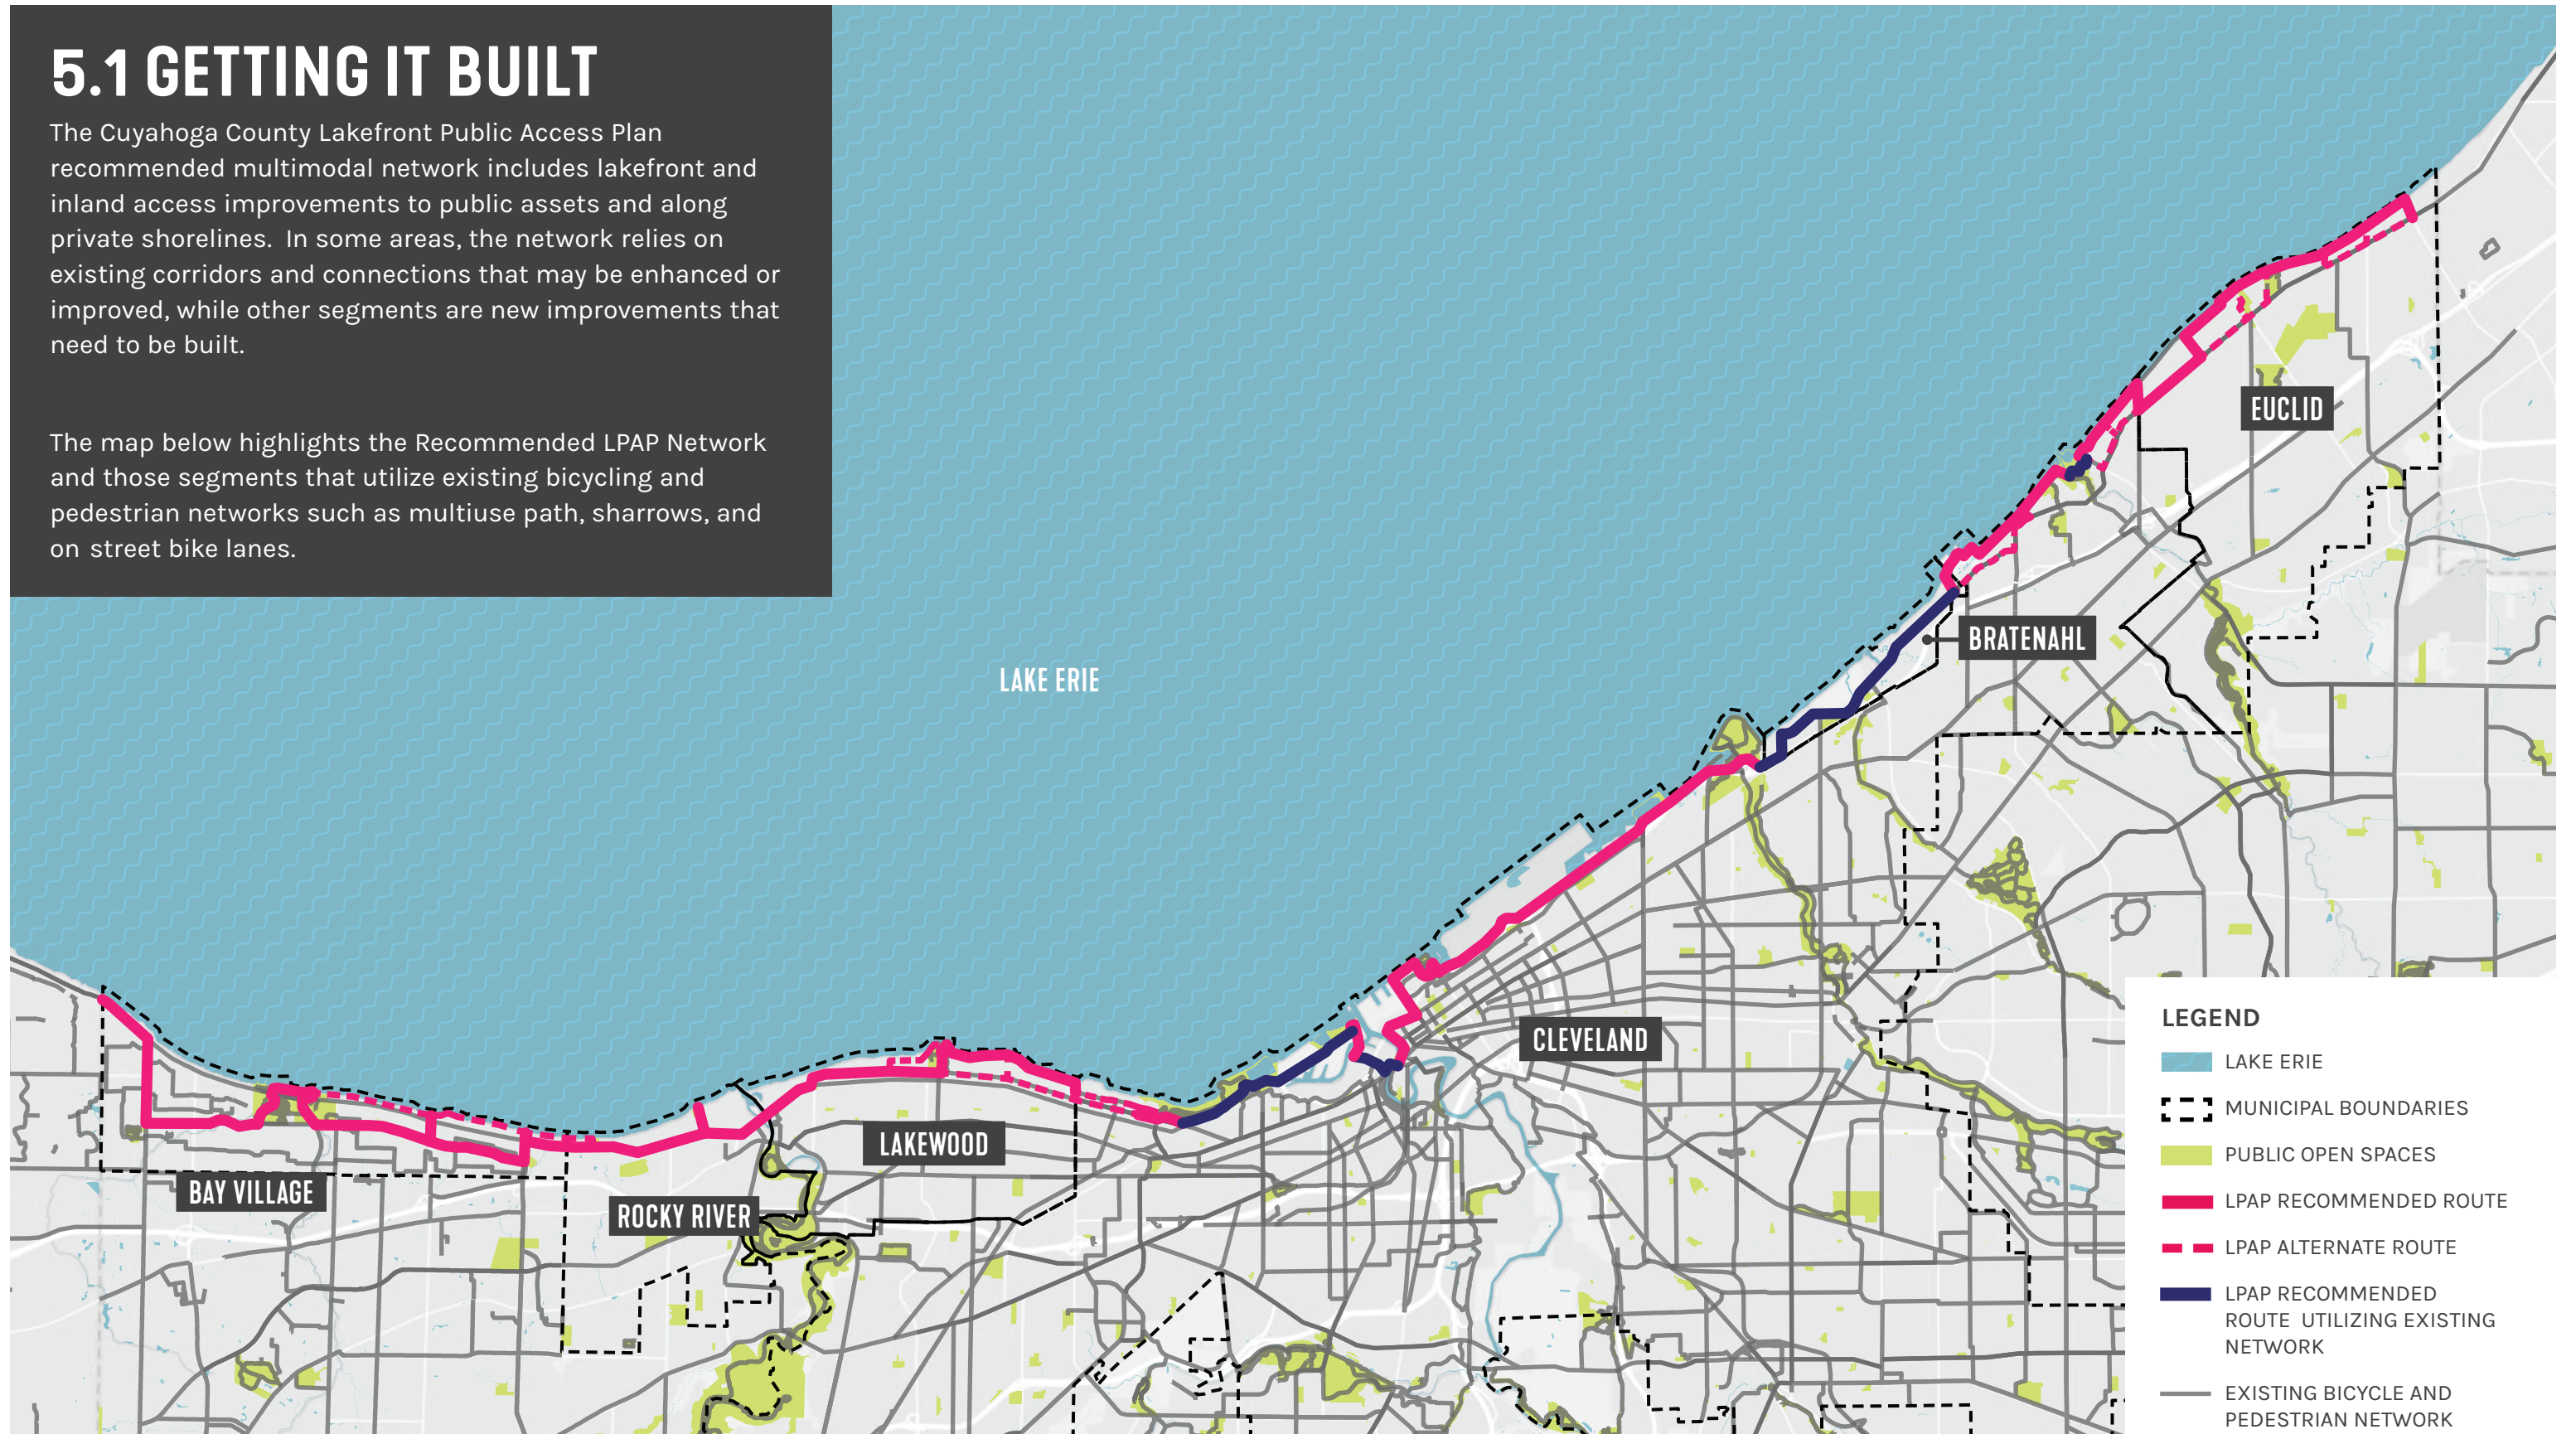 5.1 GETTING IT BUILT
The Cuyahoga County Lakefront Public Access Plan
recommended multimodal network includes lakefront and
inland access improvements to public assets and along
private shorelines.  In some areas, the network relies on
existing corridors and connections that may be enhanced or
improved, while other segments are new improvements that
need to be built.
The map below highlights the Recommended LPAP Network
and those segments that utilize existing bicycling and
pedestrian networks such as multiuse path, sharrows, and
on street bike lanes.
EUCLID
BRATENAHL
LAKE ERIE
CLEVELAND
LAKEWOOD
BAY VILLAGE
ROCKY RIVER
LEGEND
LAKE ERIE
MUNICIPAL BOUNDARIES
PUBLIC OPEN SPACES
LPAP RECOMMENDED ROUTE
LPAP ALTERNATE ROUTE
LPAP RECOMMENDED
ROUTE  UTILIZING EXISTING
NETWORK
EXISTING BICYCLE AND
PEDESTRIAN NETWORK